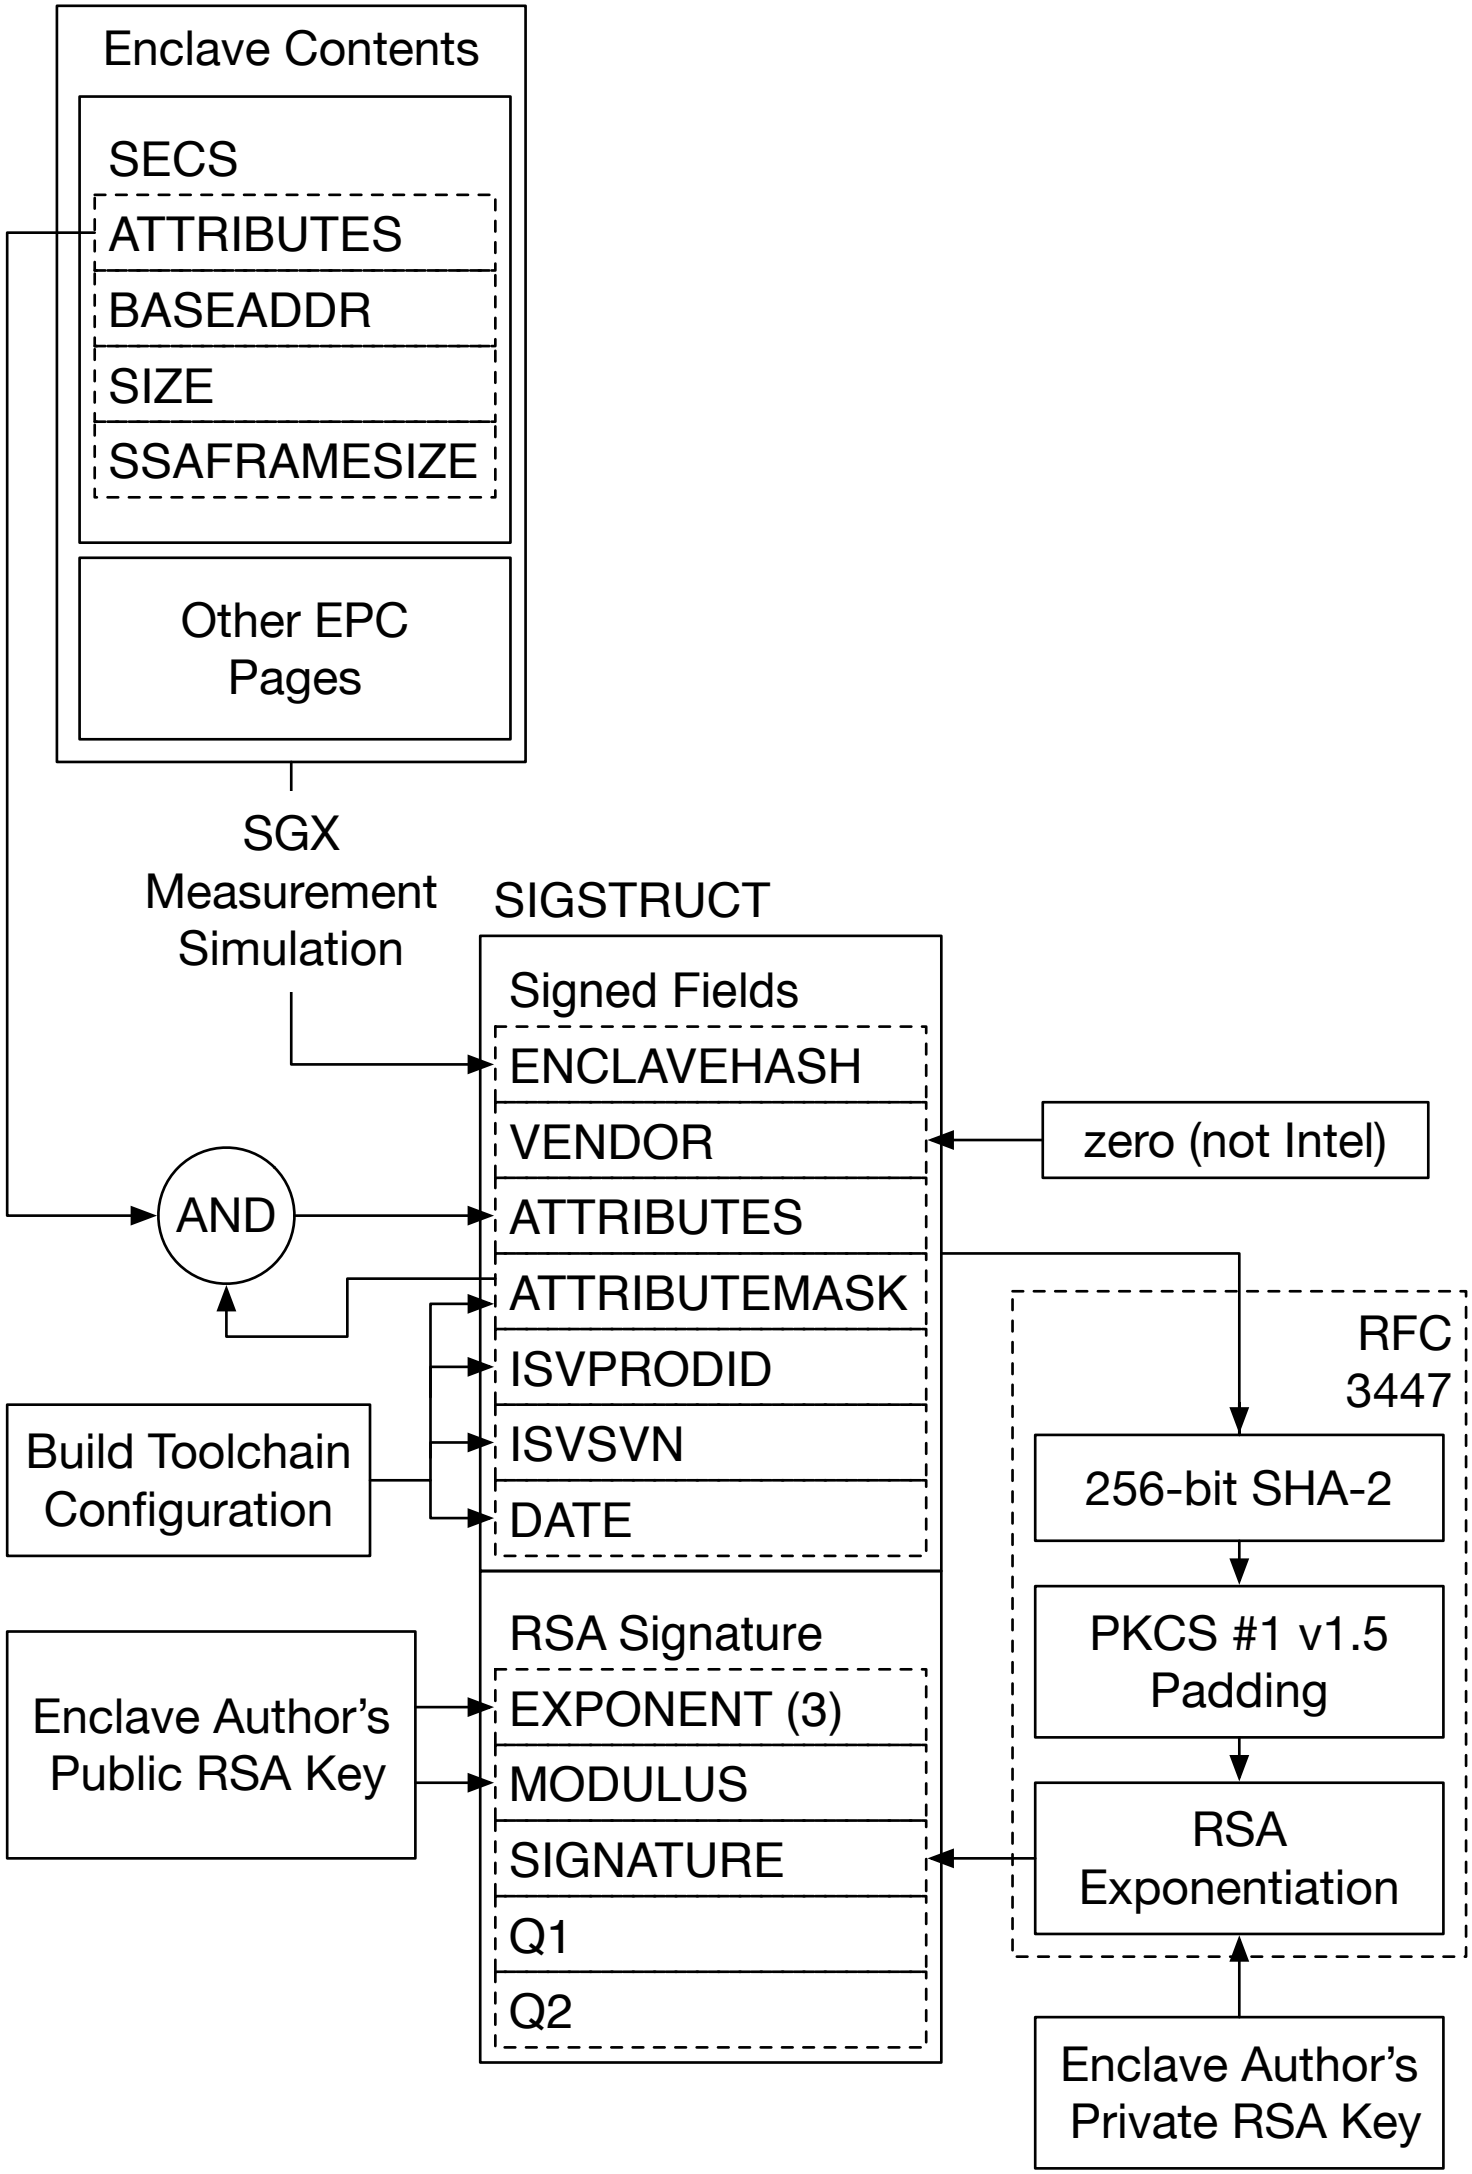 Enclave Contents
SECS
ATTRIBUTES
BASEADDR
SIZE
SSAFRAMESIZE
Other EPC
Pages
SGX
Measurement
Simulation
SIGSTRUCT
Signed Fields
ENCLAVEHASH
VENDOR
zero (not Intel)
AND
ATTRIBUTES
ATTRIBUTEMASK
ISVPRODID
ISVSVN
DATE
Build Toolchain
Configuration
RFC
3447
256-bit SHA-2
PKCS #1 v1.5
Padding
RSA
Exponentiation
RSA Signature
EXPONENT (3)
MODULUS
SIGNATURE
Q1
Q2
Enclave Author’s
Public RSA Key
Enclave Author’s
Private RSA Key